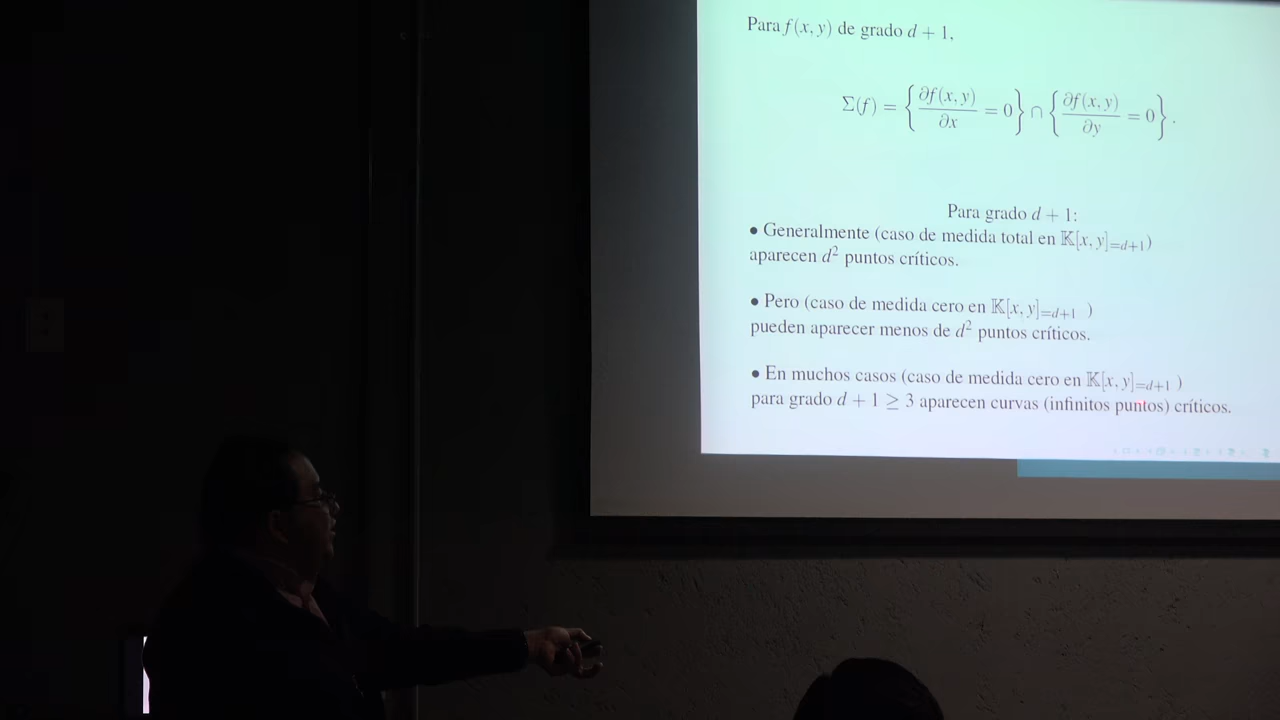 Para f(x, y) de grado d + 1,
Σ(f) = { ∂f(x, y)/∂x = 0 } ∩ { ∂f(x, y)/∂y = 0 } .
Para grado d + 1:
• Generalmente (caso de medida total en 𝕂[x, y]₌d+1)
aparecen d² puntos críticos.
• Pero (caso de medida cero en 𝕂[x, y]₌d+1 )
pueden aparecer menos de d² puntos críticos.
• En muchos casos (caso de medida cero en 𝕂[x, y]₌d+1 )
para grado d + 1 ≥ 3 aparecen curvas (infinitos puntos) críticos.